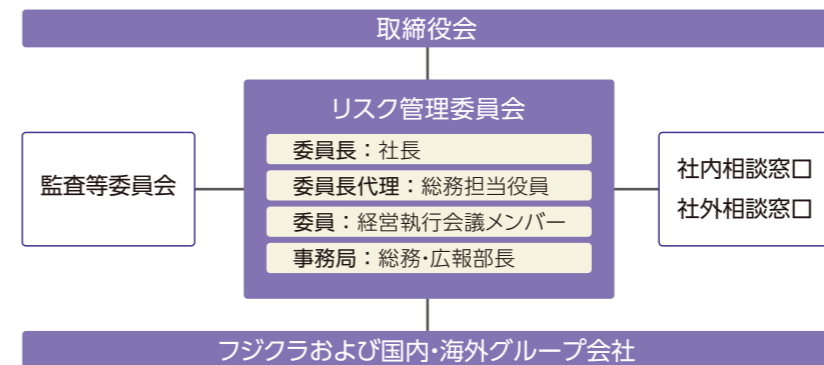 取締役会
リスク管理委員会
委員長：社長
委員長代理：総務担当役員
委員：経営執行会議メンバー
事務局：総務・広報部長
監査等委員会
社内相談窓口
社外相談窓口
フジクラおよび国内・海外グループ会社